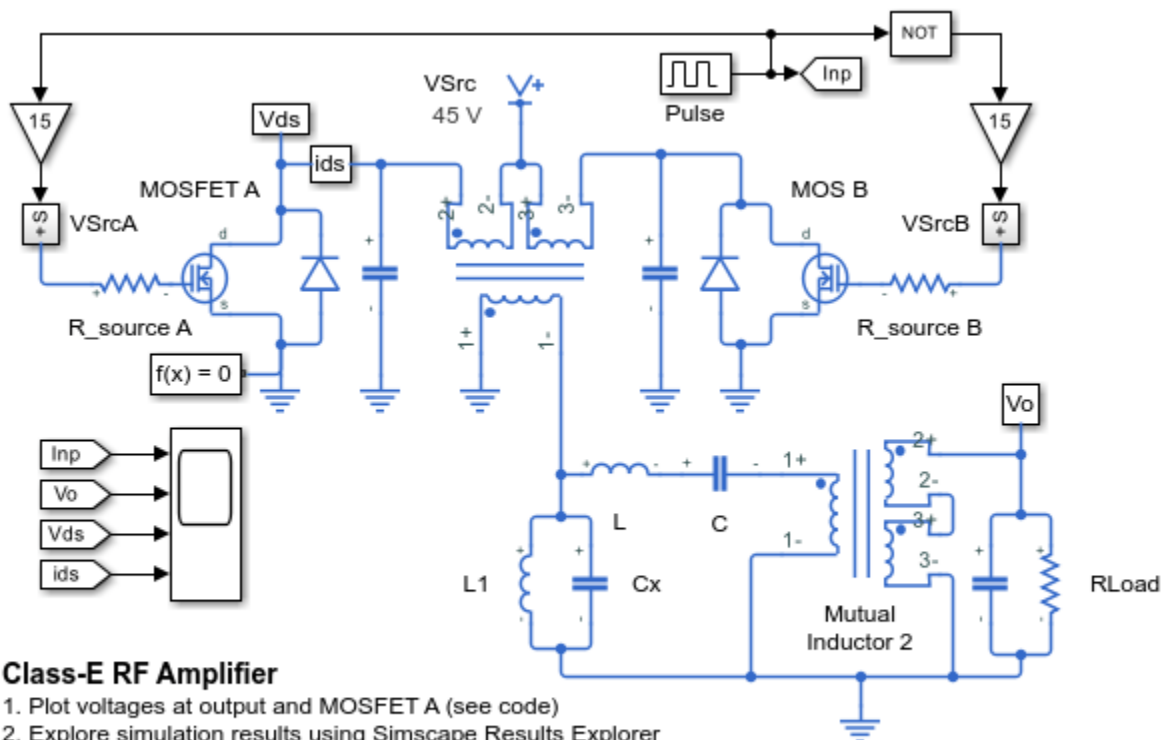 NOT
Inp
Pulse
VSrc
V+
45 V
15
Vds
ids
15
MOSFET A
2+
2-
3+
3-
MOS B
S+
VSrcA
d
+
+
d
VSrcB
S+
+
-
s
-
-
s
-
+
R_source A
R_source B
1+
1-
f(x) = 0
Vo
Inp
Vo
Vds
ids
+
-
+
-
1+
1-
2+
2-
3+
3-
L
C
+
+
+
+
L1
Cx
RLoad
-
-
-
-
Mutual
Inductor 2
Class-E RF Amplifier
1. Plot voltages at output and MOSFET A (see code)
2. Explore simulation results using Simscape Results Explorer